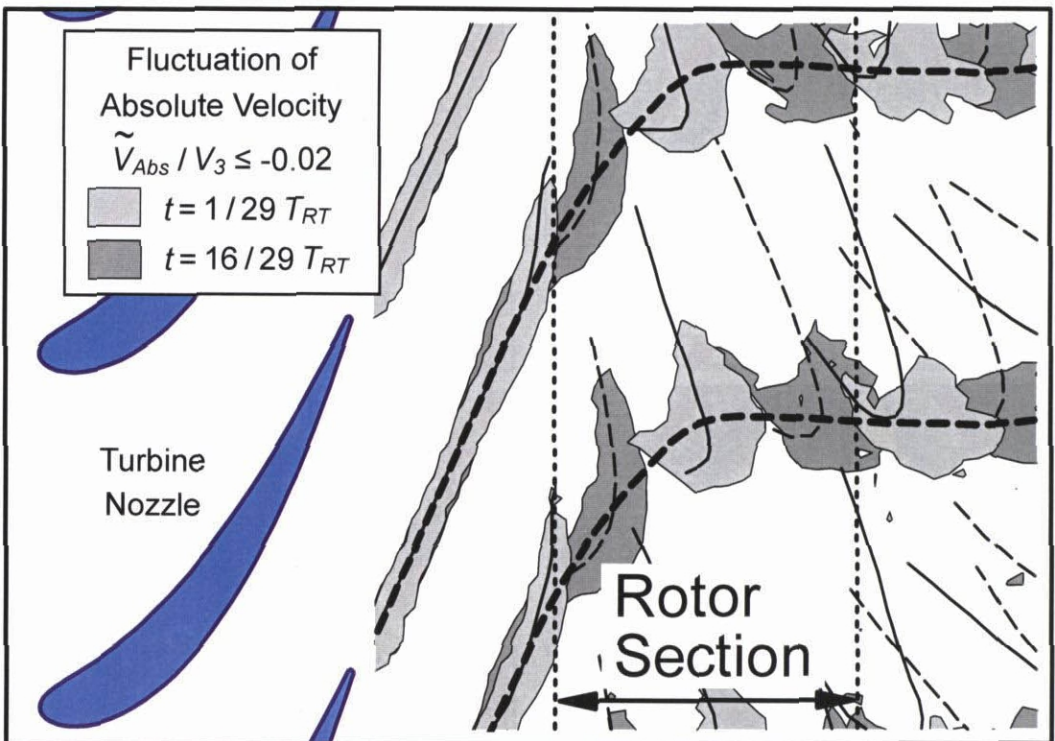 Fluctuation of
Absolute Velocity
Ṽ_Abs / V_3 ≤ -0.02
t = 1 / 29 T_RT
t = 16 / 29 T_RT
Turbine
Nozzle
Rotor
Section